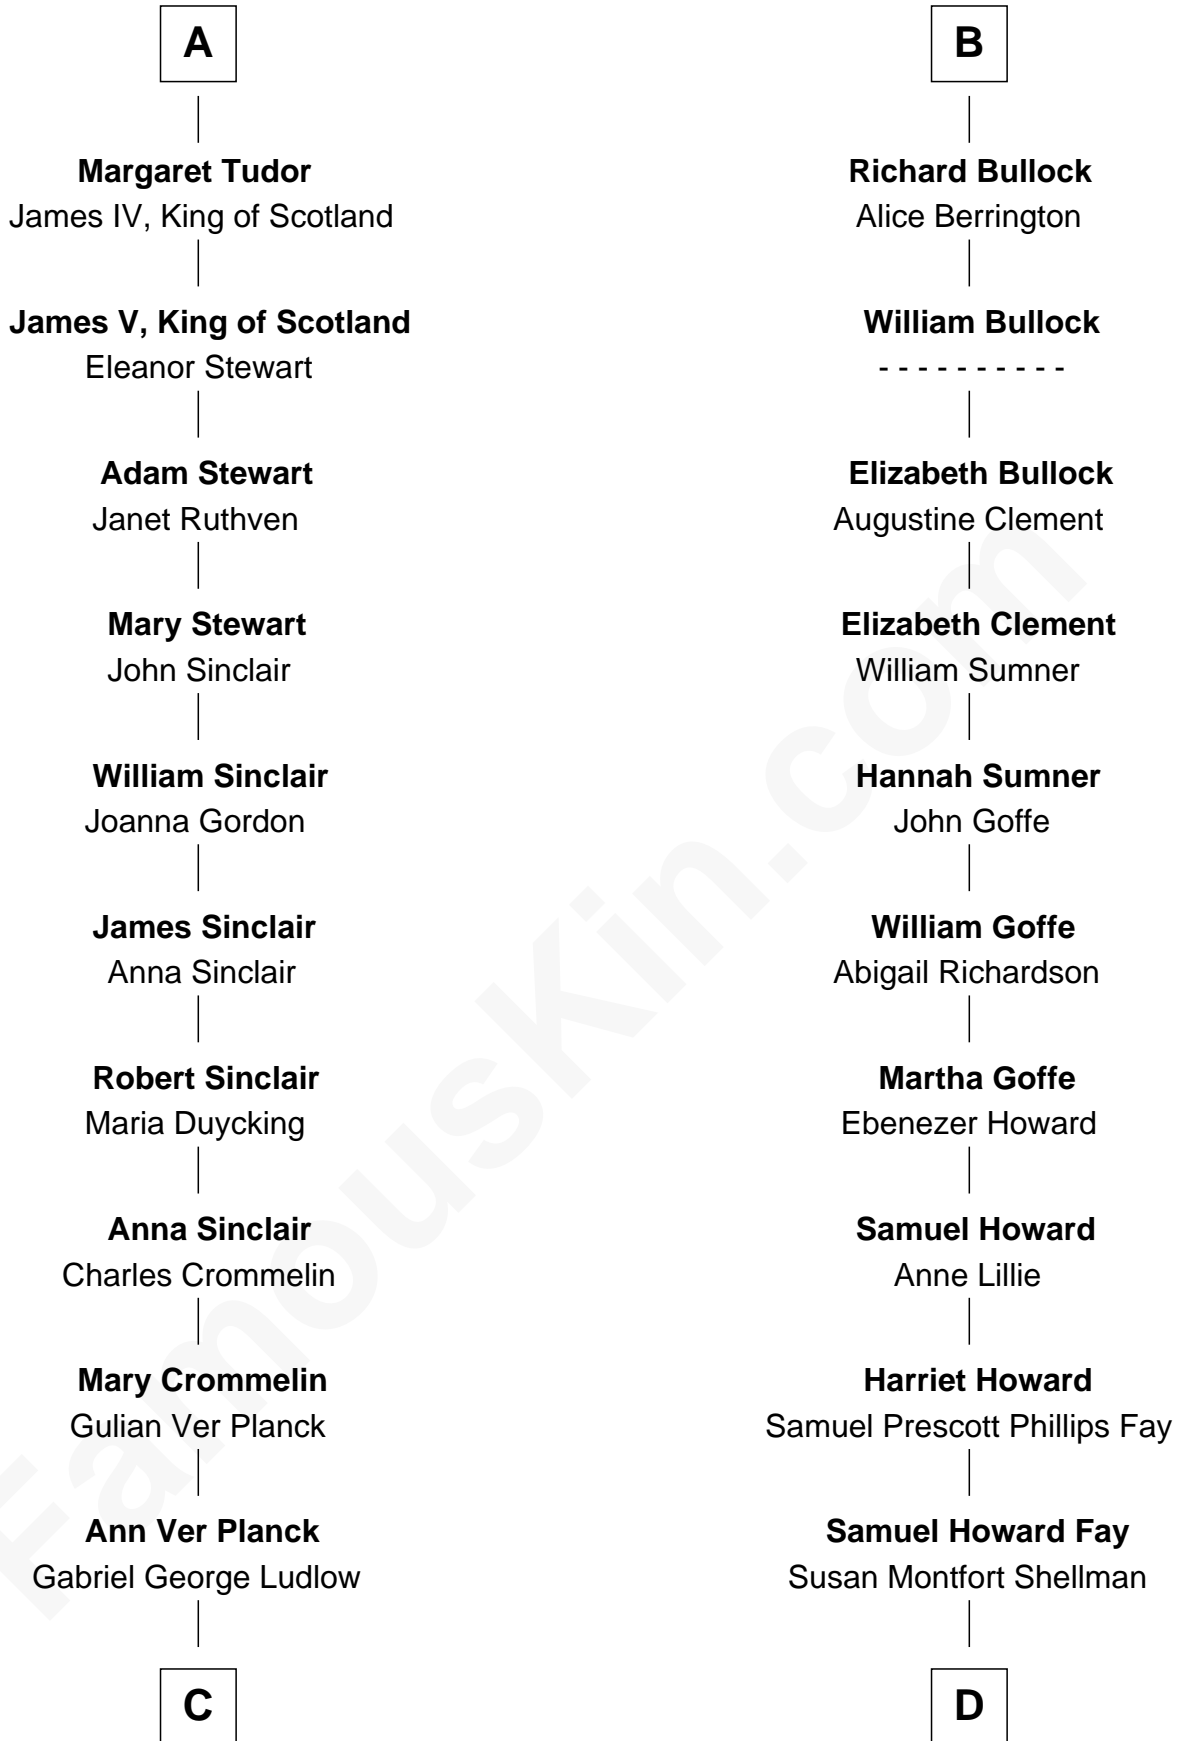 A
Margaret Tudor
James IV, King of Scotland
James V, King of Scotland
Eleanor Stewart
Adam Stewart
Janet Ruthven
Mary Stewart
John Sinclair
William Sinclair
Joanna Gordon
James Sinclair
Anna Sinclair
Robert Sinclair
Maria Duycking
Anna Sinclair
Charles Crommelin
Mary Crommelin
Gulian Ver Planck
Ann Ver Planck
Gabriel George Ludlow
C
B
Richard Bullock
Alice Berrington
William Bullock
- - - - - - - - - -
Elizabeth Bullock
Augustine Clement
Elizabeth Clement
William Sumner
Hannah Sumner
John Goffe
William Goffe
Abigail Richardson
Martha Goffe
Ebenezer Howard
Samuel Howard
Anne Lillie
Harriet Howard
Samuel Prescott Phillips Fay
Samuel Howard Fay
Susan Montfort Shellman
D
FamousKin.com